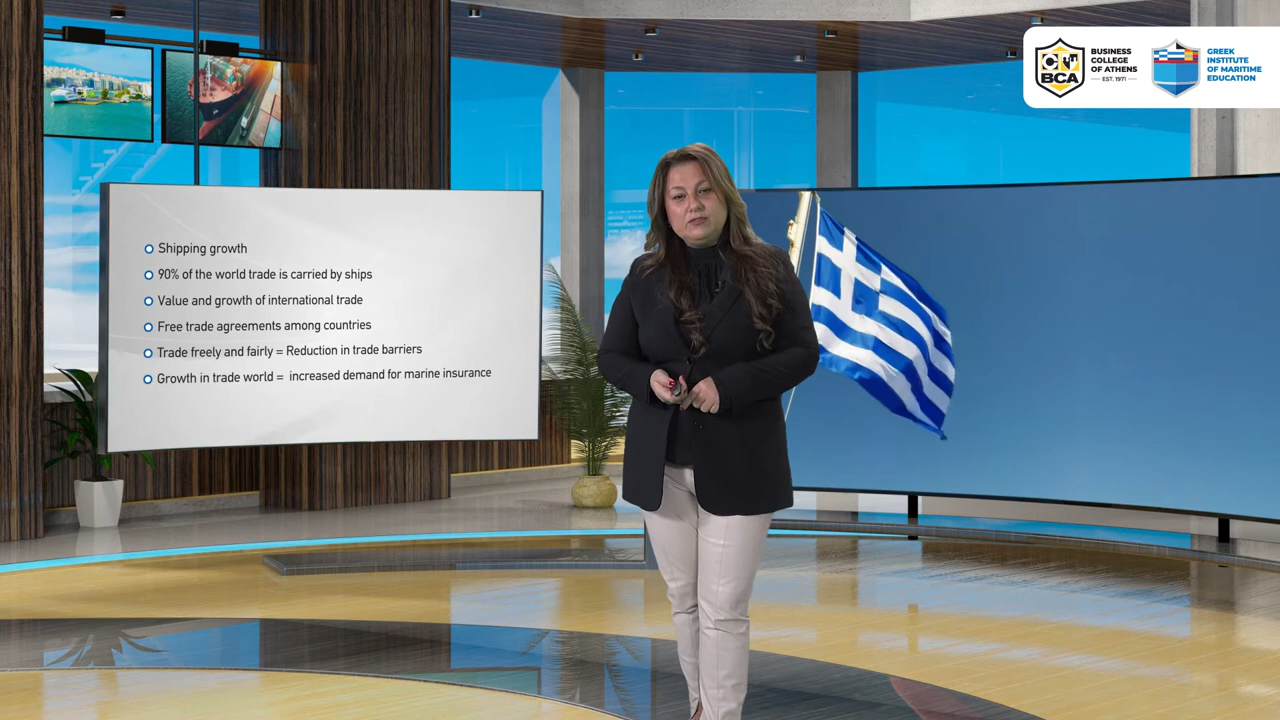 Shipping growth
90% of the world trade is carried by ships
Value and growth of international trade
Free trade agreements among countries
Trade freely and fairly = Reduction in trade barriers
Growth in trade world = increased demand for marine insurance
BCA
BUSINESS
COLLEGE
OF ATHENS
EST. 1971
GREEK
INSTITUTE
OF MARITIME
EDUCATION